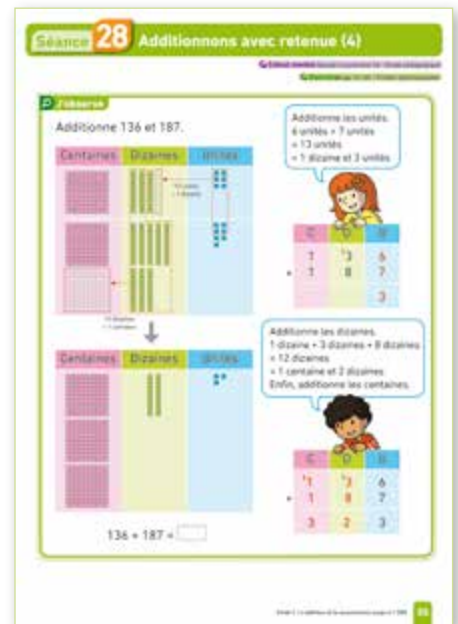 Séance 28 Additionnons avec retenue (4)
J'observe
Additionne 136 et 187.
Centaines Dizaines Unités
Additionne les unités.
6 unités + 7 unités
= 13 unités
= 1 dizaine et 3 unités
C D U
1 ¹3 6
+ 1 8 7
3
Centaines Dizaines Unités
Additionne les dizaines.
1 dizaine + 3 dizaines + 8 dizaines
= 12 dizaines
= 1 centaine et 2 dizaines
Enfin, additionne les centaines.
C D U
¹1 ¹3 6
+ 1 8 7
3 2 3
136 + 187 =